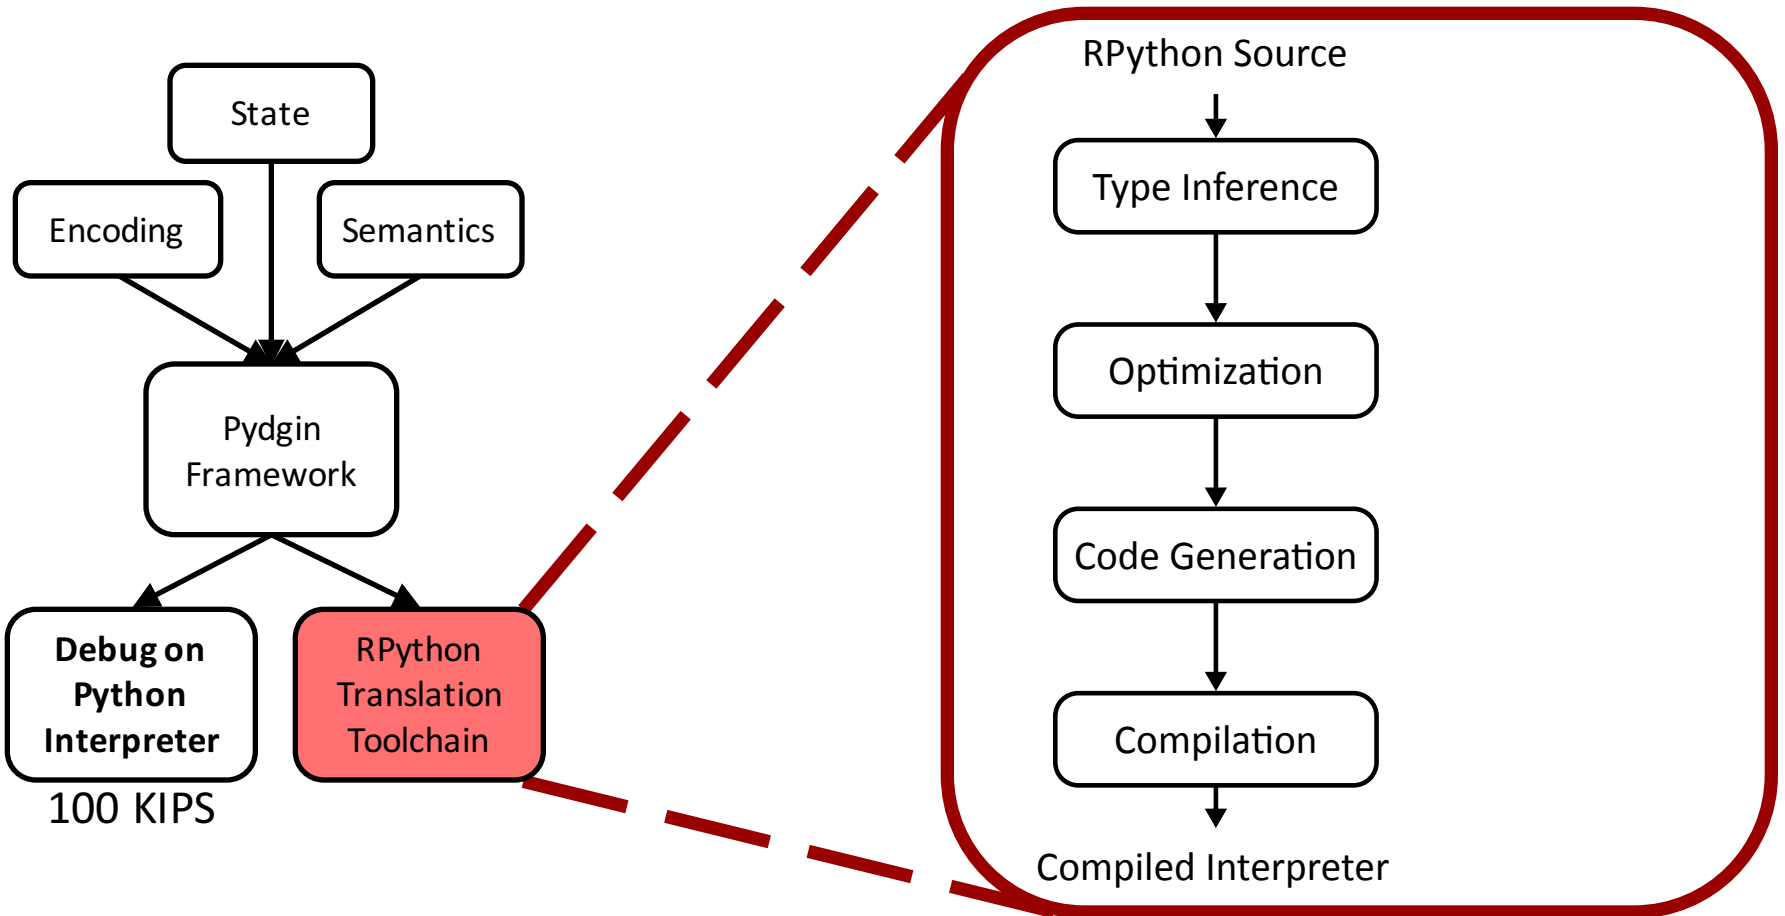 State
Encoding
Semantics
Pydgin
Framework
Debug on
Python
Interpreter
100 KIPS
RPython
Translation
Toolchain
RPython Source
Type Inference
Optimization
Code Generation
Compilation
Compiled Interpreter